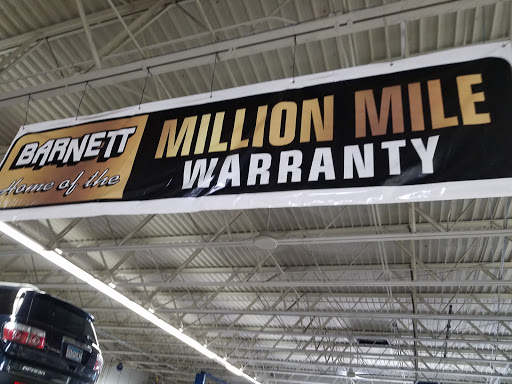 BARNETT
Home of the
MILLION MILE
WARRANTY